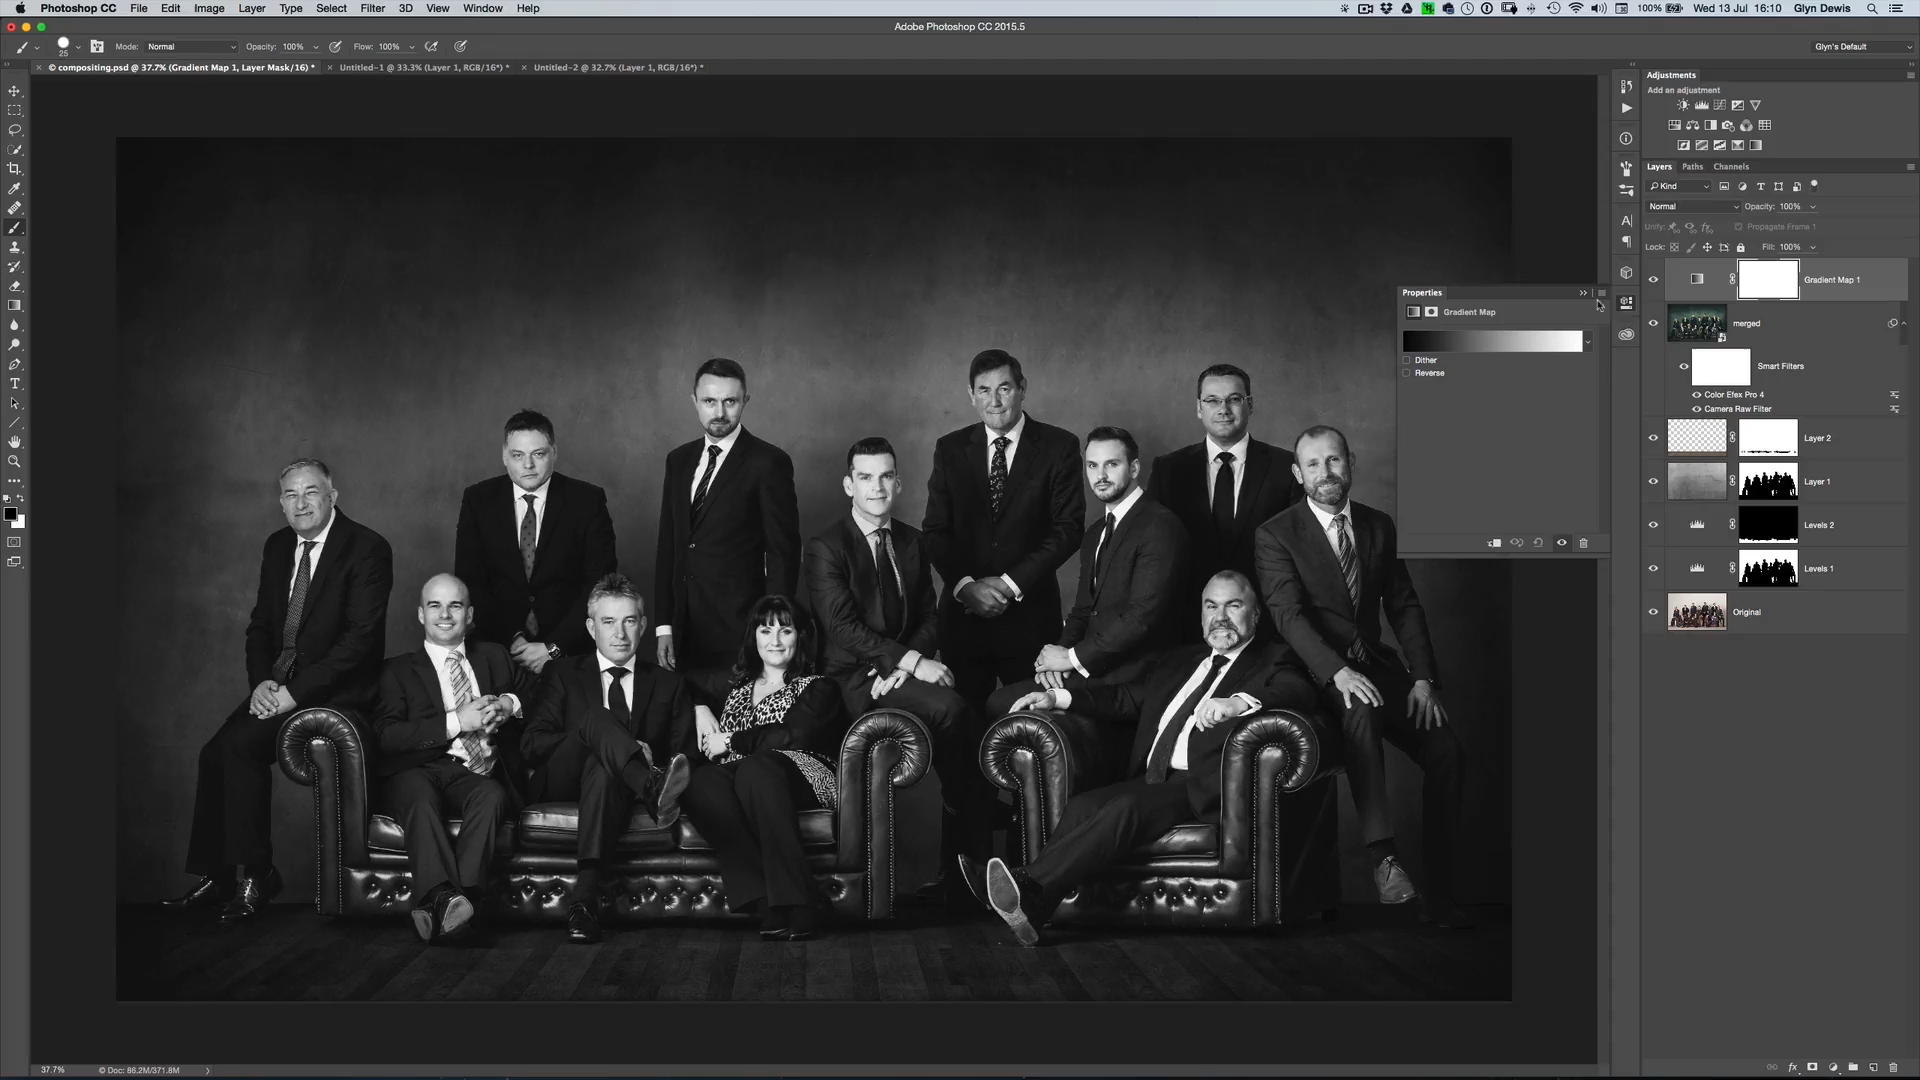 Photoshop CC File Edit Image Layer Type Select Filter 3D View Window Help 100% Wed 13 Jul 16:10 Glyn Dewis
Adobe Photoshop CC 2015.5
25 Mode: Normal Opacity: 100% Flow: 100% Glyn's Default
× © compositing.psd @ 37.7% (Gradient Map 1, Layer Mask/16) * × Untitled-1 @ 33.3% (Layer 1, RGB/16*) * × Untitled-2 @ 32.7% (Layer 1, RGB/16*) *
Adjustments
Add an adjustment
Layers Paths Channels
Kind
Normal Opacity: 100%
Unify: Propagate Frame 1
Lock: Fill: 100%
Gradient Map 1
Properties
Gradient Map
Dither
Reverse
merged
Smart Filters
Color Efex Pro 4
Camera Raw Filter
Layer 2
Layer 1
Levels 2
Levels 1
Original
37.7% © Doc: 86.2M/371.8M